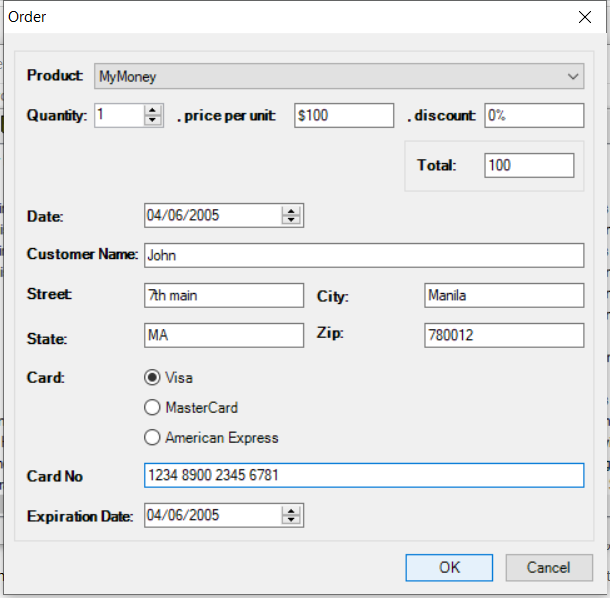 Order
Product: MyMoney
Quantity: 1 . price per unit: $100 . discount: 0%
Total: 100
Date: 04/06/2005
Customer Name: John
Street: 7th main City: Manila
State: MA Zip: 780012
Card: Visa
MasterCard
American Express
Card No 1234 8900 2345 6781
Expiration Date: 04/06/2005
OK Cancel